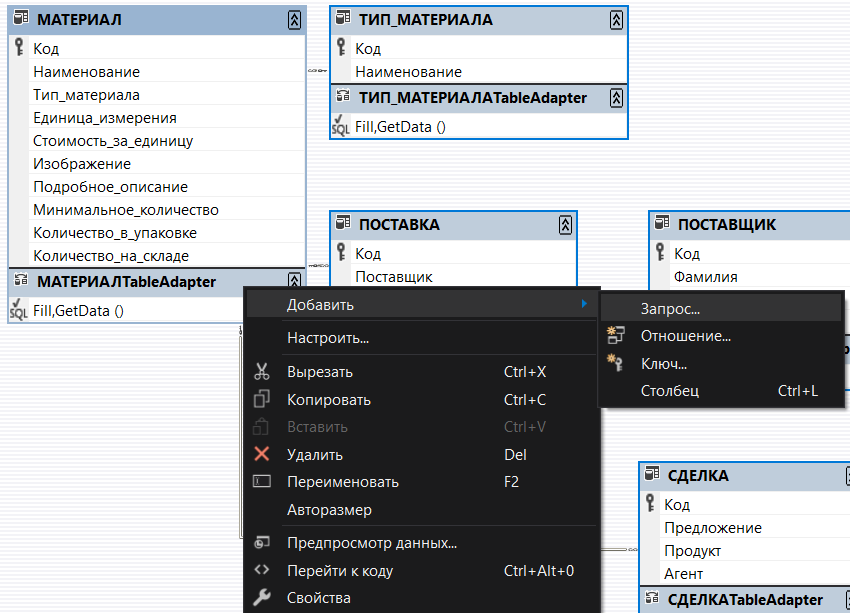 МАТЕРИАЛ
Код
Наименование
Тип_материала
Единица_измерения
Стоимость_за_единицу
Изображение
Подробное_описание
Минимальное_количество
Количество_в_упаковке
Количество_на_складе
МАТЕРИАЛTableAdapter
SQL Fill,GetData ()
ТИП_МАТЕРИАЛА
Код
Наименование
ТИП_МАТЕРИАЛАTableAdapter
SQL Fill,GetData ()
ПОСТАВКА
Код
Поставщик
ПОСТАВЩИК
Код
Фамилия
Добавить
Настроить...
Вырезать Ctrl+X
Копировать Ctrl+C
Вставить Ctrl+V
Удалить Del
Переименовать F2
Авторазмер
Предпросмотр данных...
Перейти к коду Ctrl+Alt+0
Свойства
Запрос...
Отношение...
Ключ...
Столбец Ctrl+L
СДЕЛКА
Код
Предложение
Продукт
Агент
СДЕЛКАTableAdapter